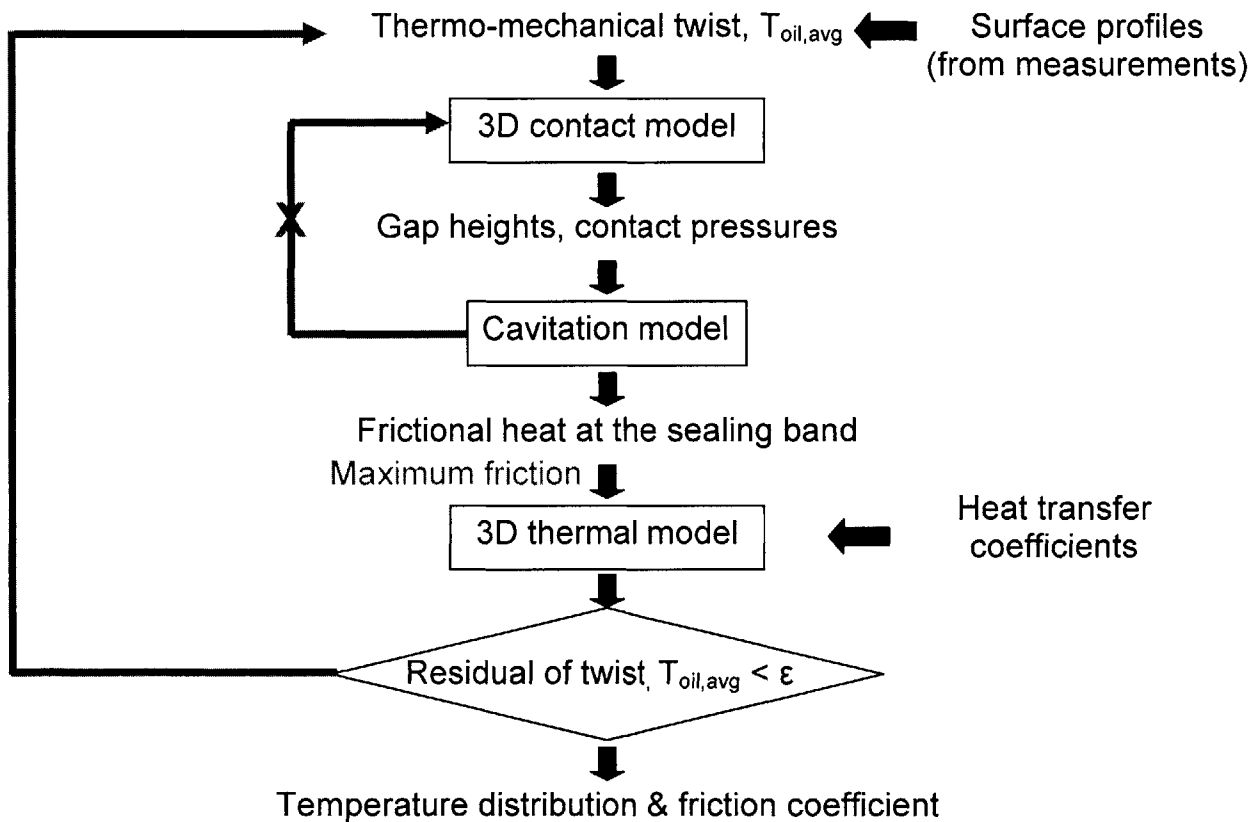 Thermo-mechanical twist, Toil,avg
Surface profiles
(from measurements)
3D contact model
Gap heights, contact pressures
Cavitation model
Frictional heat at the sealing band
Maximum friction
3D thermal model
Heat transfer
coefficients
Residual of twist, Toil,avg < ε
Temperature distribution & friction coefficient